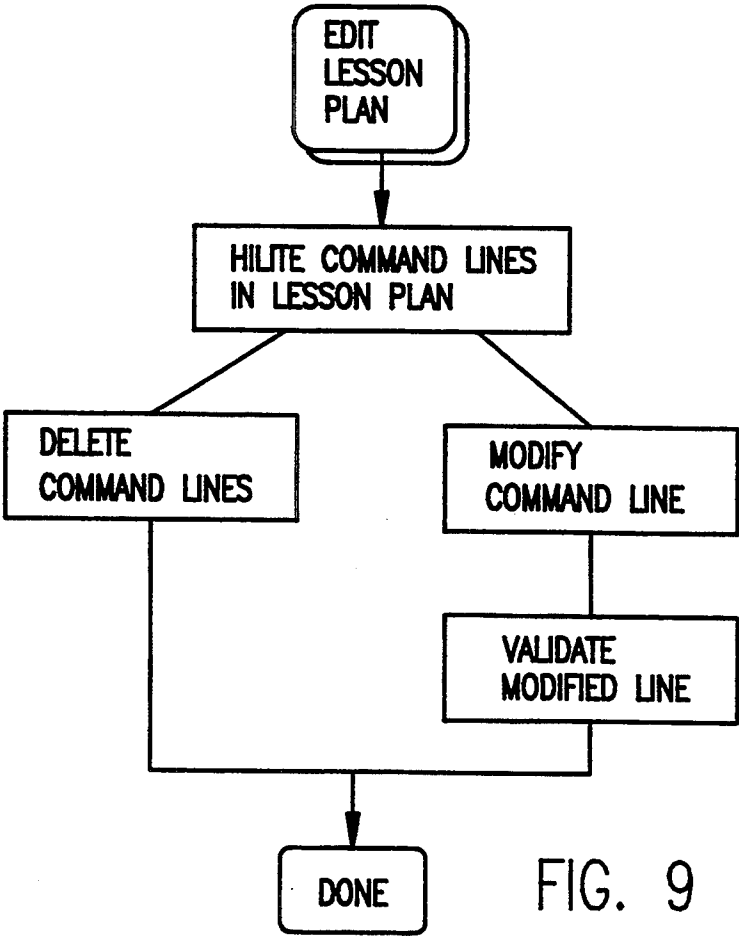 EDIT
LESSON
PLAN
HILITE COMMAND LINES
IN LESSON PLAN
DELETE
COMMAND LINES
MODIFY
COMMAND LINE
VALIDATE
MODIFIED LINE
DONE
FIG. 9